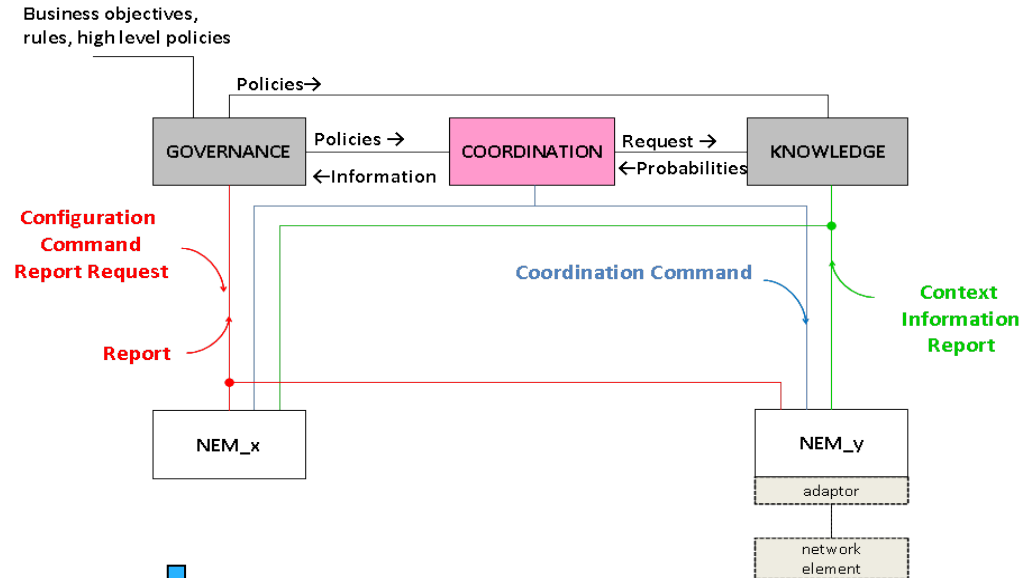 Business objectives,
rules, high level policies
Policies→
GOVERNANCE
Policies →
←Information
COORDINATION
Request →
←Probabilities
KNOWLEDGE
Configuration
Command
Report Request
Coordination Command
Context
Information
Report
Report
NEM_x
NEM_y
adaptor
network
element